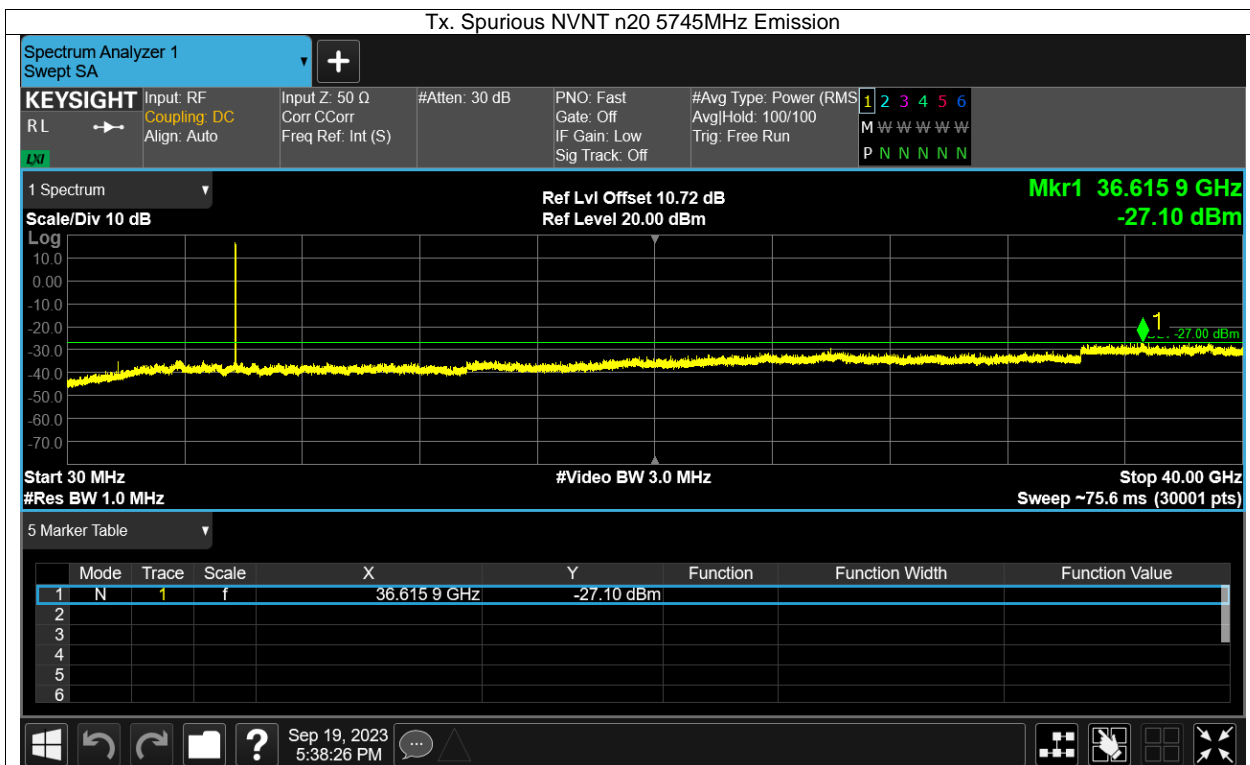 Tx. Spurious NVNT n20 5745MHz Emission
Spectrum Analyzer 1
Swept SA
KEYSIGHT
RL
LXI
Input: RF
Coupling: DC
Align: Auto
Input Z: 50 Ω
Corr CCorr
Freq Ref: Int (S)
#Atten: 30 dB
PNO: Fast
Gate: Off
IF Gain: Low
Sig Track: Off
#Avg Type: Power (RMS
Avg|Hold: 100/100
Trig: Free Run
1 2 3 4 5 6
M W W W W W
P N N N N N
1 Spectrum
Scale/Div 10 dB
Ref Lvl Offset 10.72 dB
Ref Level 20.00 dBm
Mkr1 36.615 9 GHz
-27.10 dBm
Log
10.0
0.00
-10.0
-20.0
-30.0
-40.0
-50.0
-60.0
-70.0
1
-27.00 dBm
Start 30 MHz
#Res BW 1.0 MHz
#Video BW 3.0 MHz
Stop 40.00 GHz
Sweep ~75.6 ms (30001 pts)
5 Marker Table
Mode Trace Scale X Y Function Function Width Function Value
1 N 1 f 36.615 9 GHz -27.10 dBm
2
3
4
5
6
?
Sep 19, 2023
5:38:26 PM